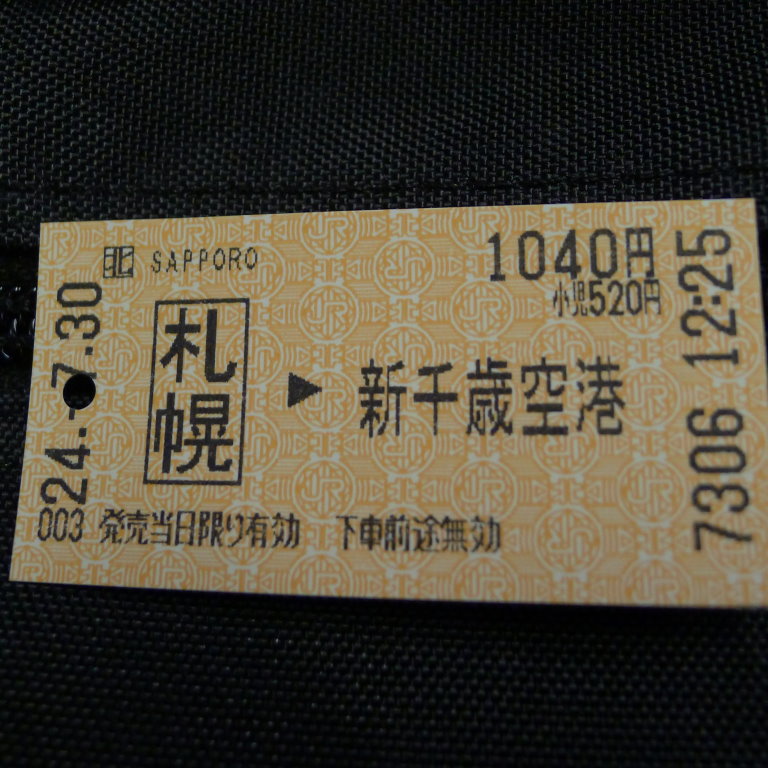 北 SAPPORO
1040円
小児520円
札幌 ▶ 新千歳空港
003 発売当日限り有効 下車前途無効
24.-7.30
7306 12:25